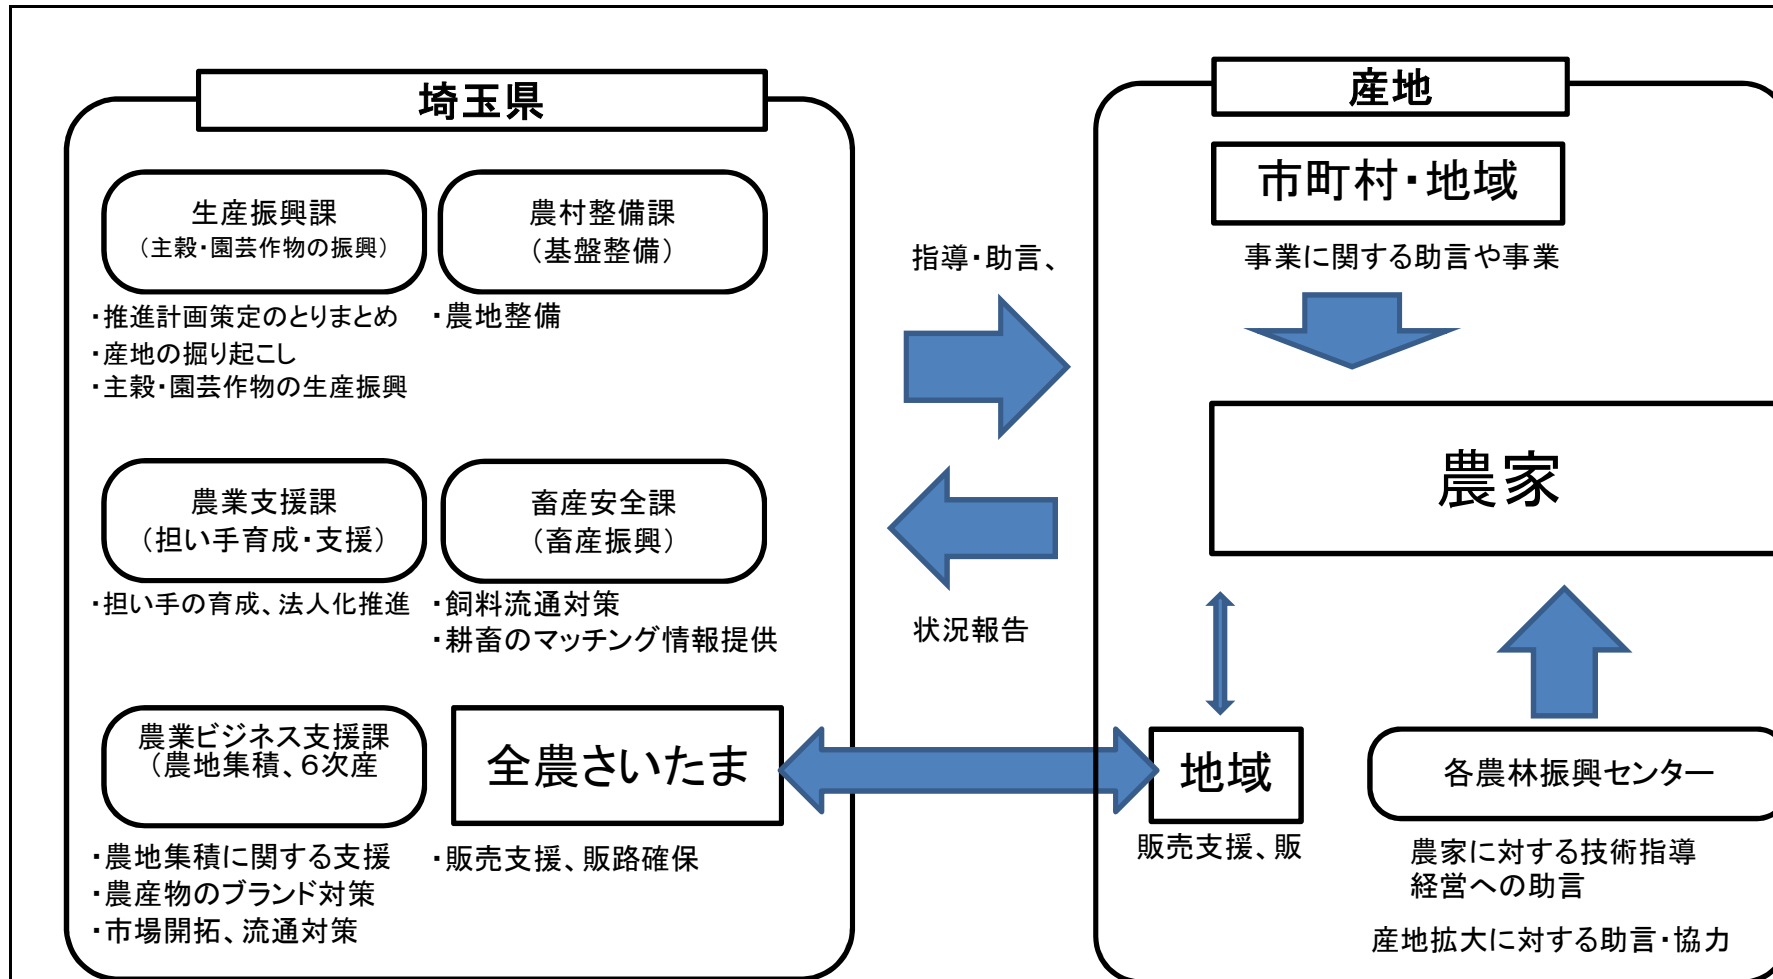 埼玉県
生産振興課
（主穀・園芸作物の振興）
・推進計画策定のとりまとめ
・産地の掘り起こし
・主穀・園芸作物の生産振興
農村整備課
（基盤整備）
・農地整備
農業支援課
（担い手育成・支援）
・担い手の育成、法人化推進
畜産安全課
（畜産振興）
・飼料流通対策
・耕畜のマッチング情報提供
農業ビジネス支援課
（農地集積、６次産
・農地集積に関する支援
・農産物のブランド対策
・市場開拓、流通対策
全農さいたま
・販売支援、販路確保
指導・助言、
状況報告
産地
市町村・地域
事業に関する助言や事業
農家
地域
販売支援、販
各農林振興センター
農家に対する技術指導
経営への助言
産地拡大に対する助言・協力